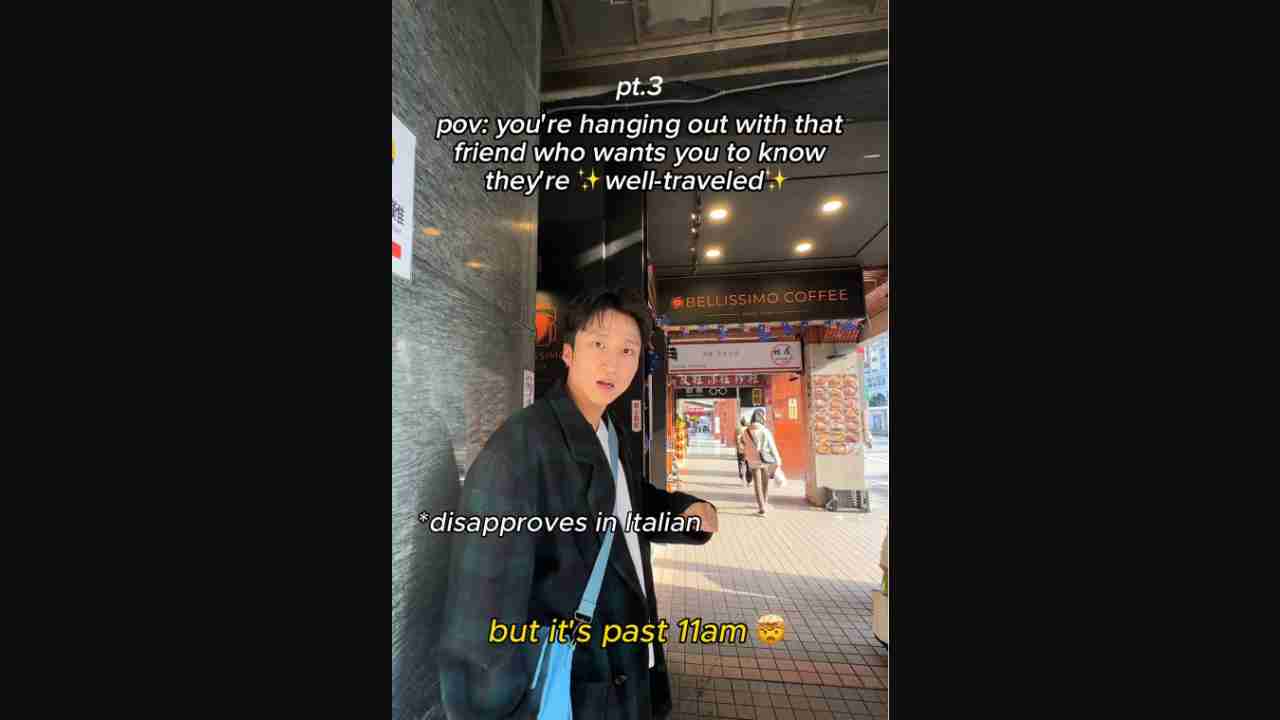 pt.3
pov: you're hanging out with that
friend who wants you to know
they're ✨well-traveled✨
BELLISSIMO COFFEE
*disapproves in Italian
but it's past 11am 🤯